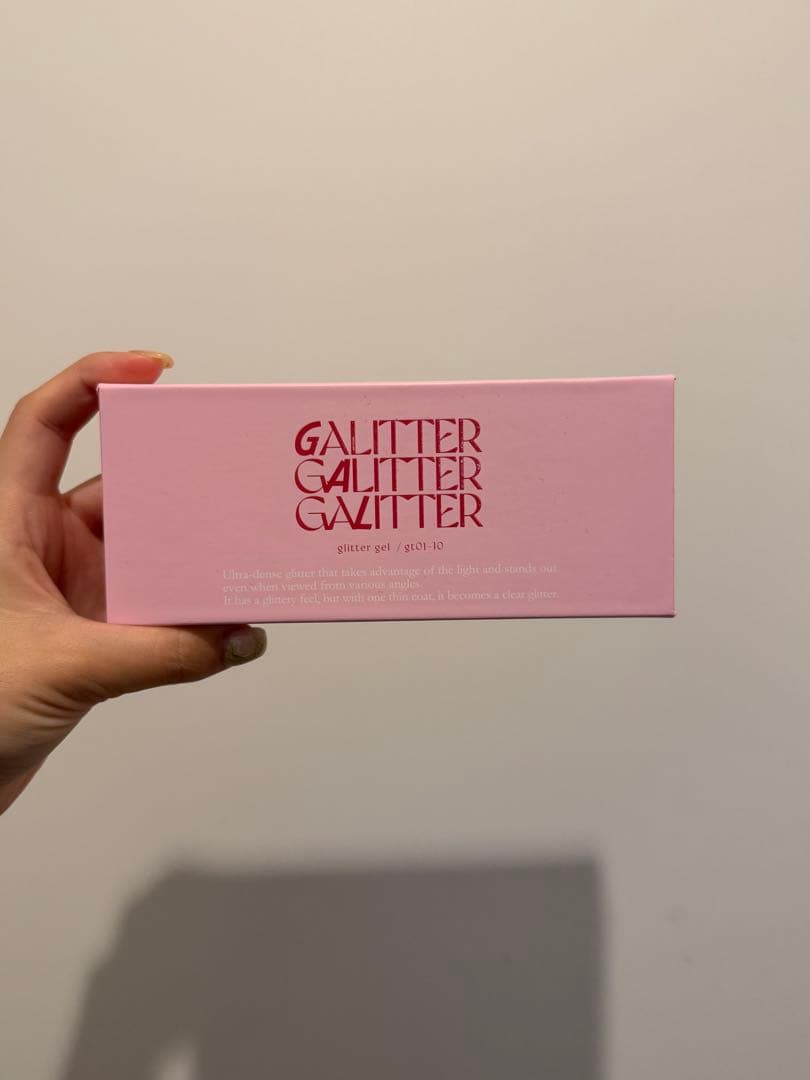 GALITTER
GALITTER
GALITTER
glitter gel / gt01-10
Ultra-dense glitter that takes advantage of the light and stands out
even when viewed from various angles.
It has a glittery feel, but with one thin coat, it becomes a clear glitter.